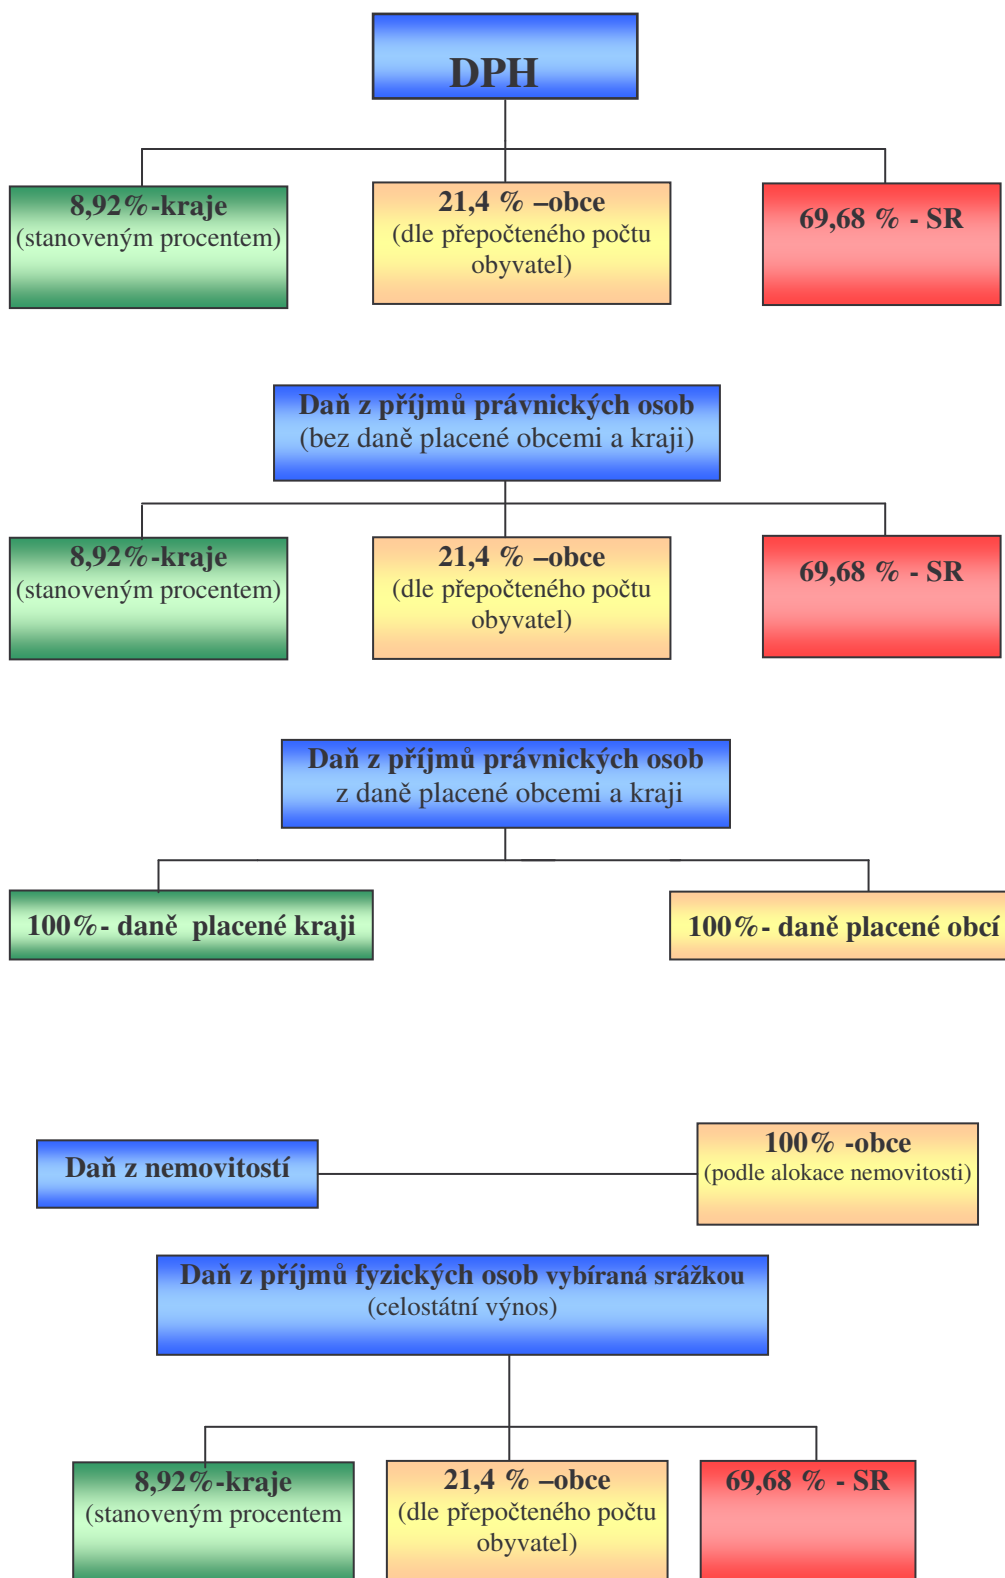 DPH
8,92%-kraje
(stanoveným procentem)
21,4 % –obce
(dle přepočteného počtu
obyvatel)
69,68 % - SR
Daň z příjmů právnických osob
(bez daně placené obcemi a kraji)
8,92%-kraje
(stanoveným procentem)
21,4 % –obce
(dle přepočteného počtu
obyvatel)
69,68 % - SR
Daň z příjmů právnických osob
z daně placené obcemi a kraji
100%- daně  placené kraji
100%- daně placené obcí
Daň z nemovitostí
100% -obce
(podle alokace nemovitosti)
Daň z příjmů fyzických osob vybíraná srážkou
(celostátní výnos)
8,92%-kraje
(stanoveným procentem
21,4 % –obce
(dle přepočteného počtu
obyvatel)
69,68 % - SR